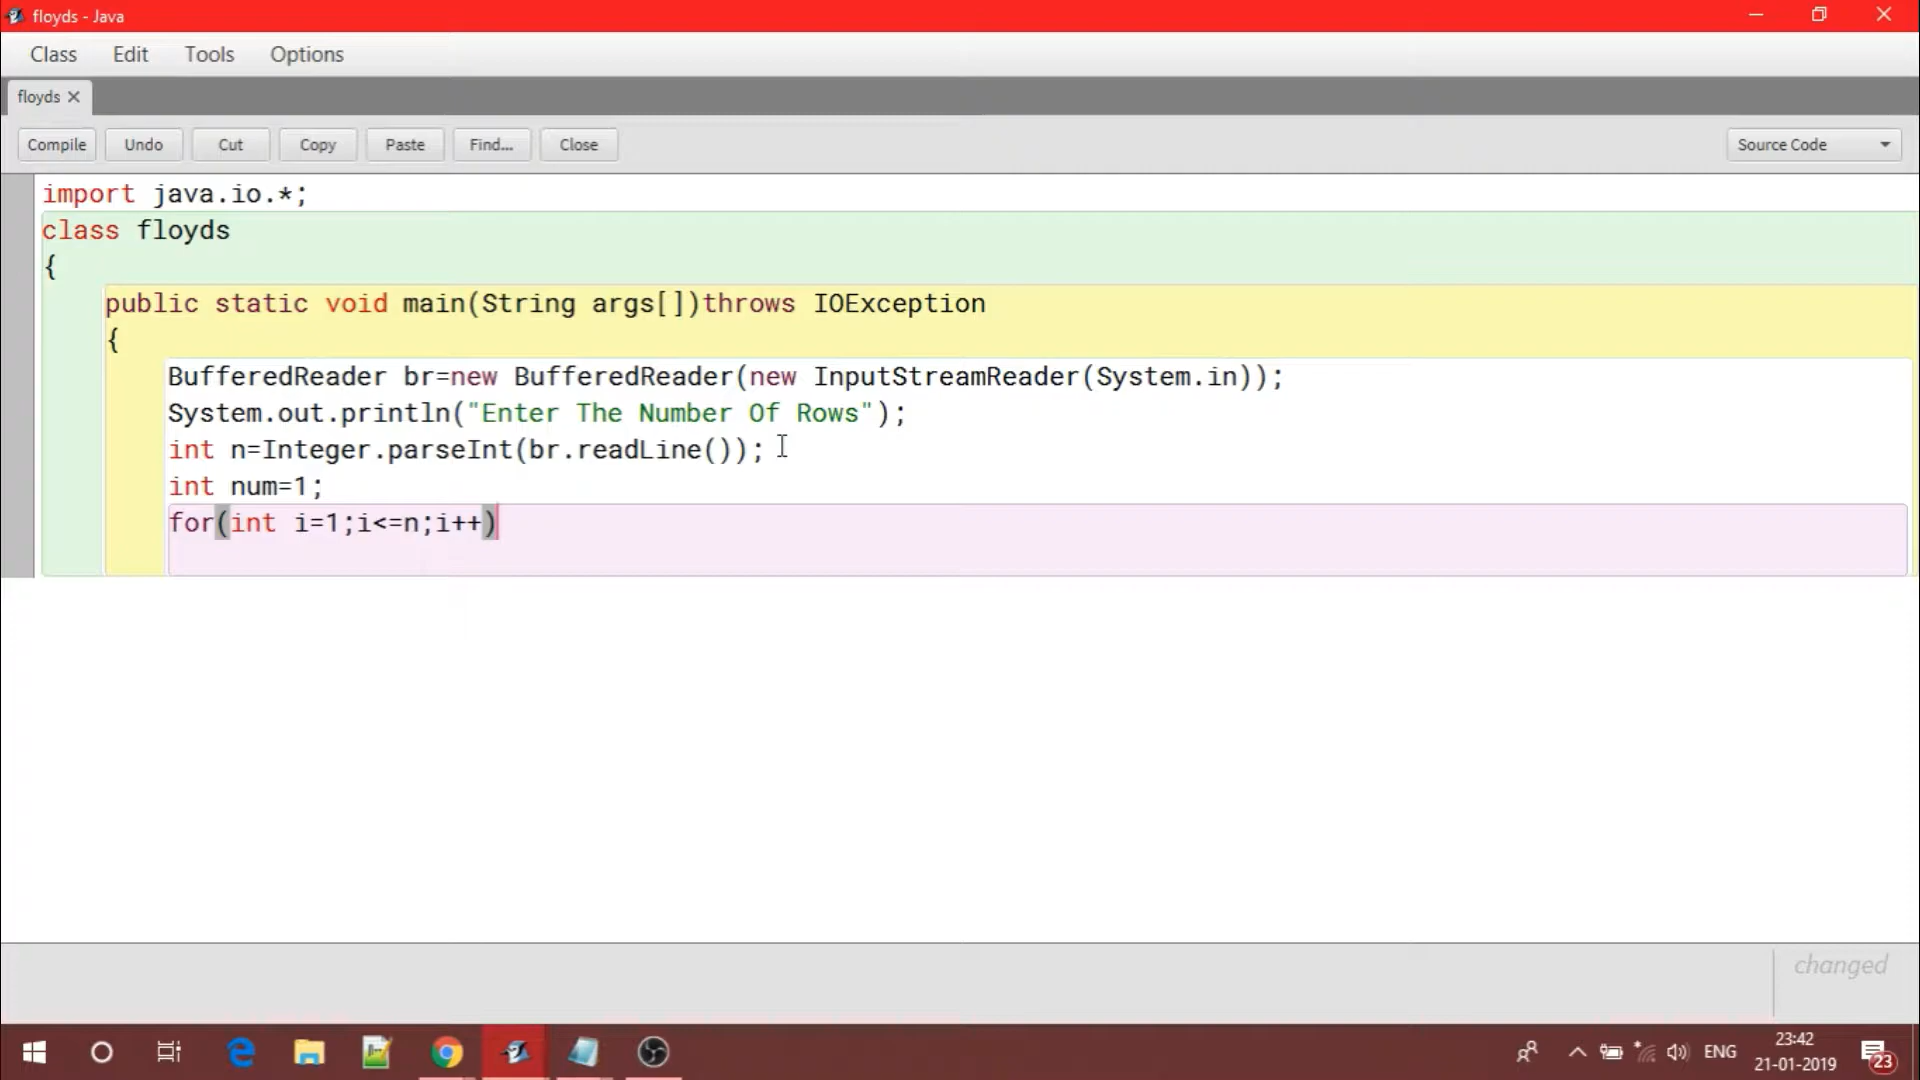 floyds - Java
Class Edit Tools Options
floyds
Compile Undo Cut Copy Paste Find... Close Source Code
import java.io.*;
class floyds
{
public static void main(String args[])throws IOException
{
BufferedReader br=new BufferedReader(new InputStreamReader(System.in));
System.out.println("Enter The Number Of Rows");
int n=Integer.parseInt(br.readLine());
int num=1;
for(int i=1;i<=n;i++)
changed
ENG
23:42
21-01-2019
23